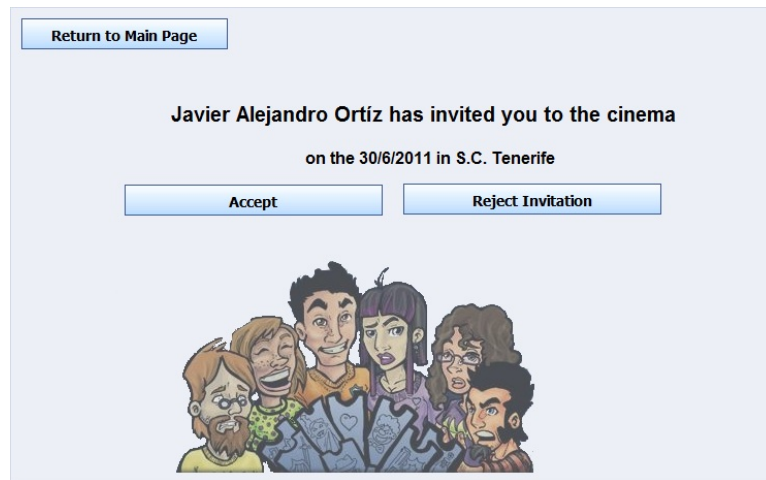 Return to Main Page
Javier Alejandro Ortíz has invited you to the cinema
on the 30/6/2011 in S.C. Tenerife
Accept
Reject Invitation